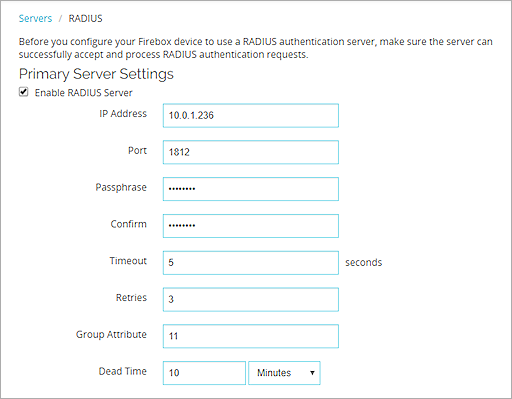 Servers / RADIUS
Before you configure your Firebox device to use a RADIUS authentication server, make sure the server can
successfully accept and process RADIUS authentication requests.
Primary Server Settings
Enable RADIUS Server
IP Address 10.0.1.236
Port 1812
Passphrase ••••••••
Confirm ••••••••
Timeout 5 seconds
Retries 3
Group Attribute 11
Dead Time 10 Minutes